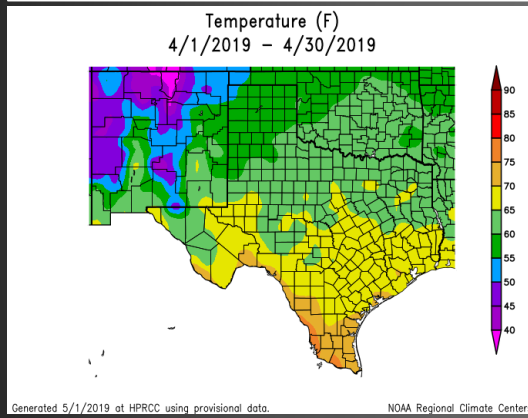 Temperature (F)
4/1/2019 – 4/30/2019
90
85
80
75
70
65
60
55
50
45
40
Generated 5/1/2019 at HPRCC using provisional data.
NOAA Regional Climate Center